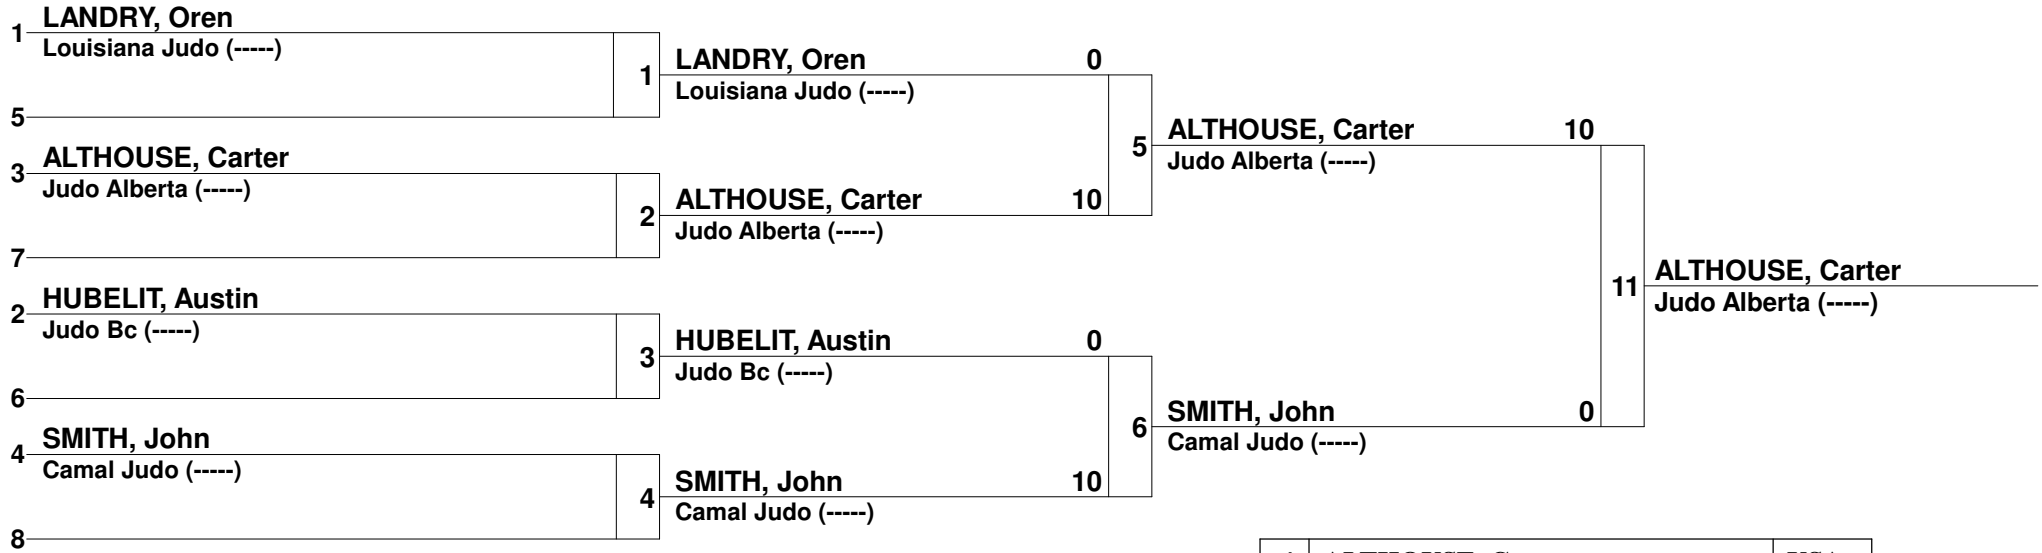 LANDRY, Oren
1
Louisiana Judo (-----)
1
LANDRY, Oren 0
Louisiana Judo (-----)
5
ALTHOUSE, Carter
3
Judo Alberta (-----)
2
ALTHOUSE, Carter 10
Judo Alberta (-----)
7
5
ALTHOUSE, Carter 10
Judo Alberta (-----)
HUBELIT, Austin
2
Judo Bc (-----)
3
HUBELIT, Austin 0
Judo Bc (-----)
6
SMITH, John
4
Camal Judo (-----)
4
SMITH, John 10
Camal Judo (-----)
8
6
SMITH, John 0
Camal Judo (-----)
11
ALTHOUSE, Carter
Judo Alberta (-----)